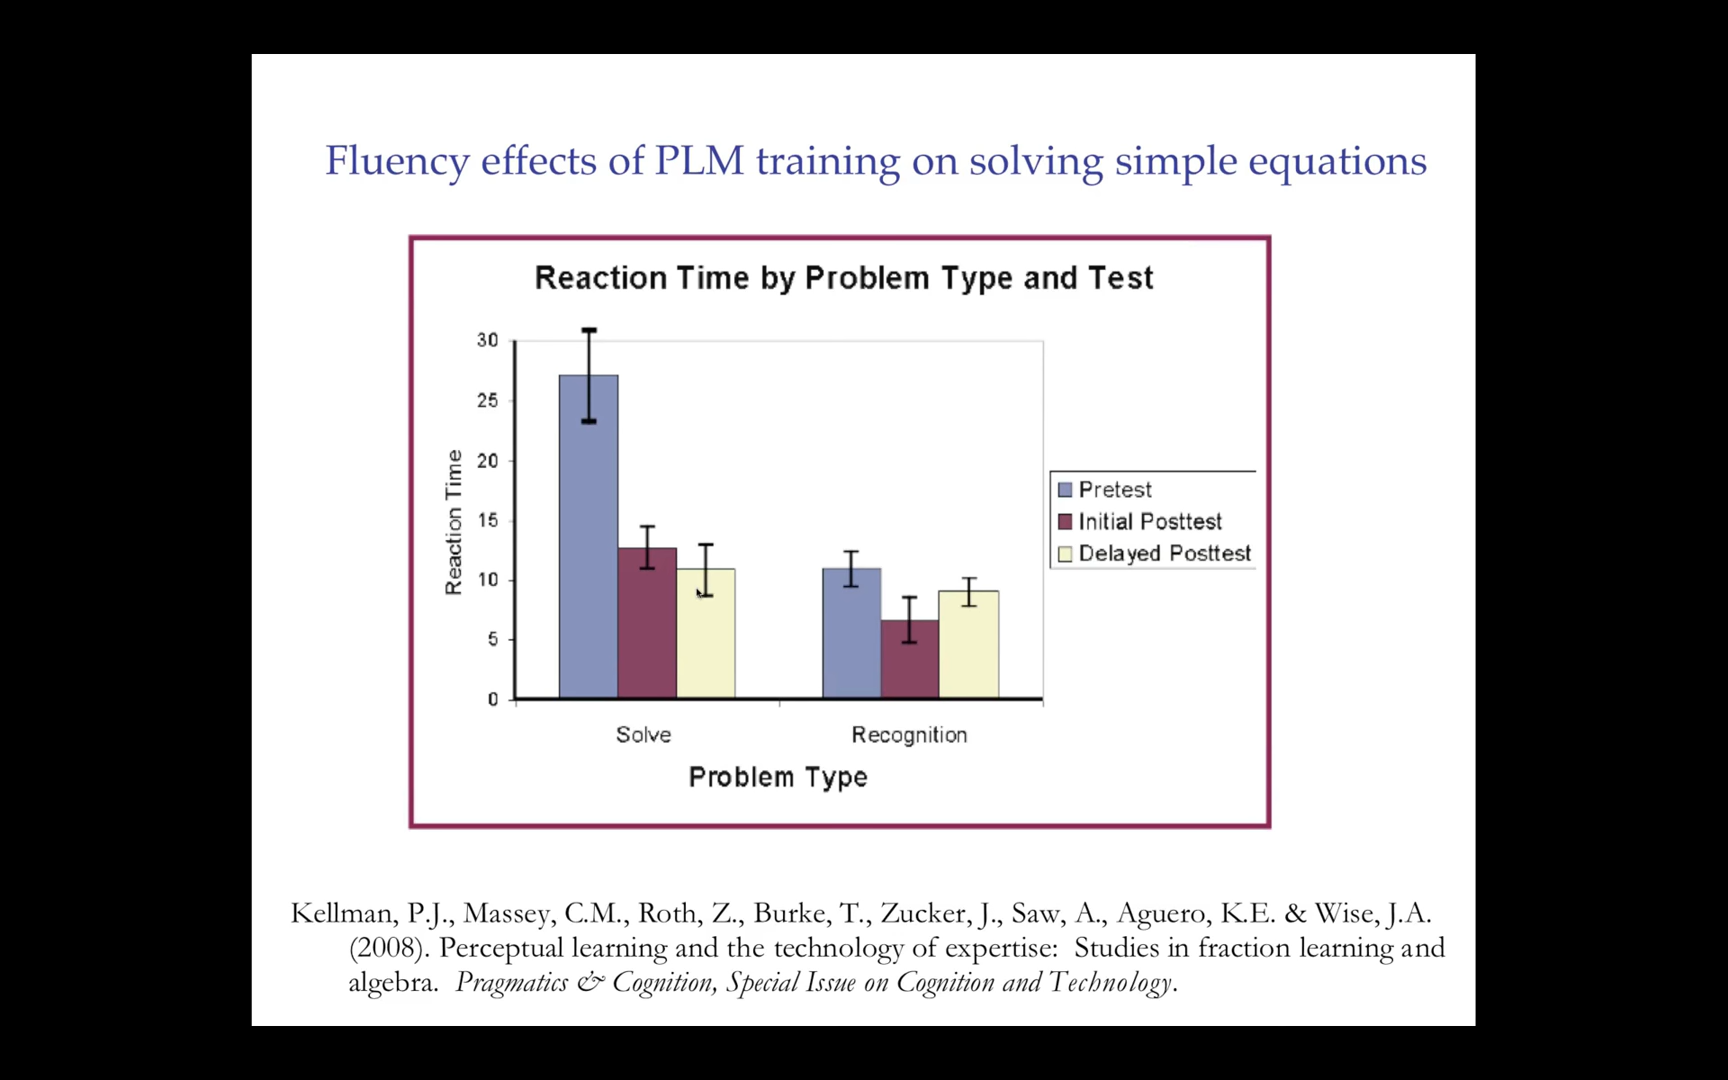 Fluency effects of PLM training on solving simple equations
Reaction Time by Problem Type and Test
30
25
20
15
10
5
0
Reaction Time
Solve
Recognition
Problem Type
Pretest
Initial Posttest
Delayed Posttest
Kellman, P.J., Massey, C.M., Roth, Z., Burke, T., Zucker, J., Saw, A., Aguero, K.E. & Wise, J.A.
(2008). Perceptual learning and the technology of expertise: Studies in fraction learning and
algebra. Pragmatics & Cognition, Special Issue on Cognition and Technology.